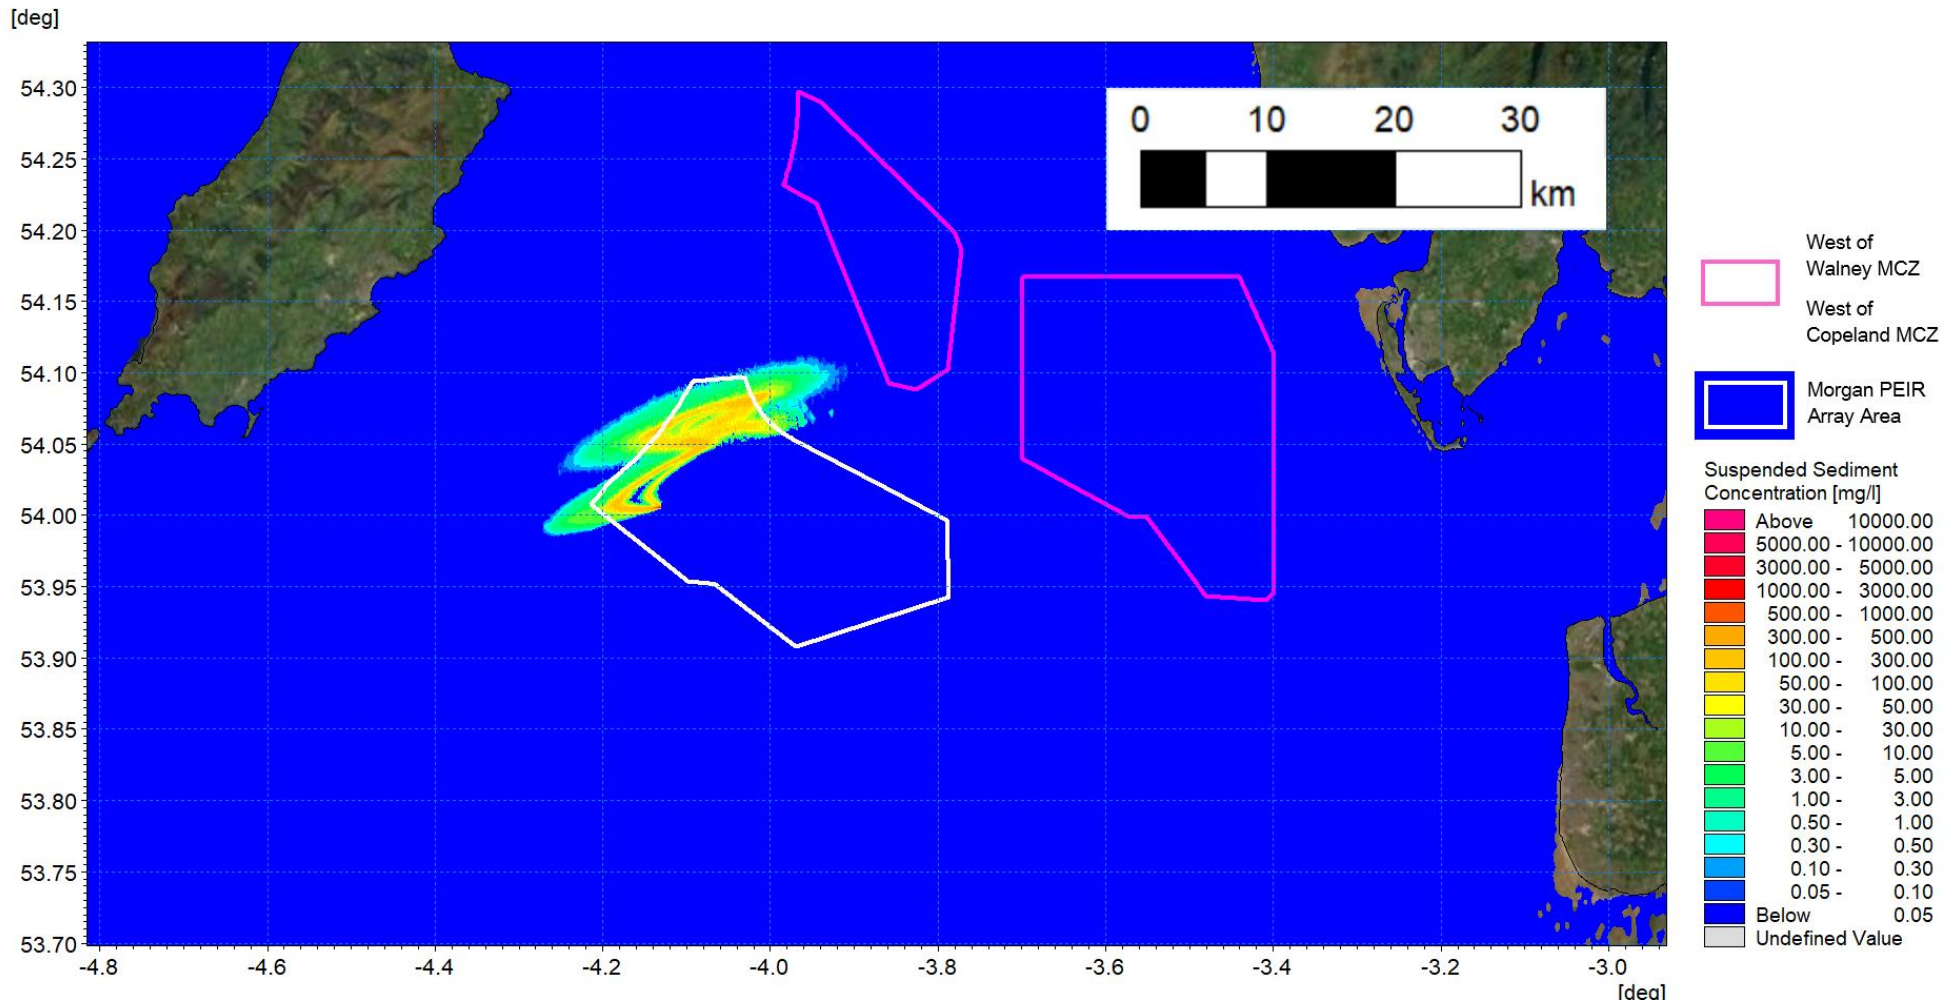 [deg]
54.30
54.25
54.20
54.15
54.10
54.05
54.00
53.95
53.90
53.85
53.80
53.75
53.70
-4.8 -4.6 -4.4 -4.2 -4.0 -3.8 -3.6 -3.4 -3.2 -3.0
[deg]
0 10 20 30
km
West of
Walney MCZ
West of
Copeland MCZ
Morgan PEIR
Array Area
Suspended Sediment
Concentration [mg/l]
Above 10000.00
5000.00 - 10000.00
3000.00 - 5000.00
1000.00 - 3000.00
500.00 - 1000.00
300.00 - 500.00
100.00 - 300.00
50.00 - 100.00
30.00 - 50.00
10.00 - 30.00
5.00 - 10.00
3.00 - 5.00
1.00 - 3.00
0.50 - 1.00
0.30 - 0.50
0.10 - 0.30
0.05 - 0.10
Below 0.05
Undefined Value